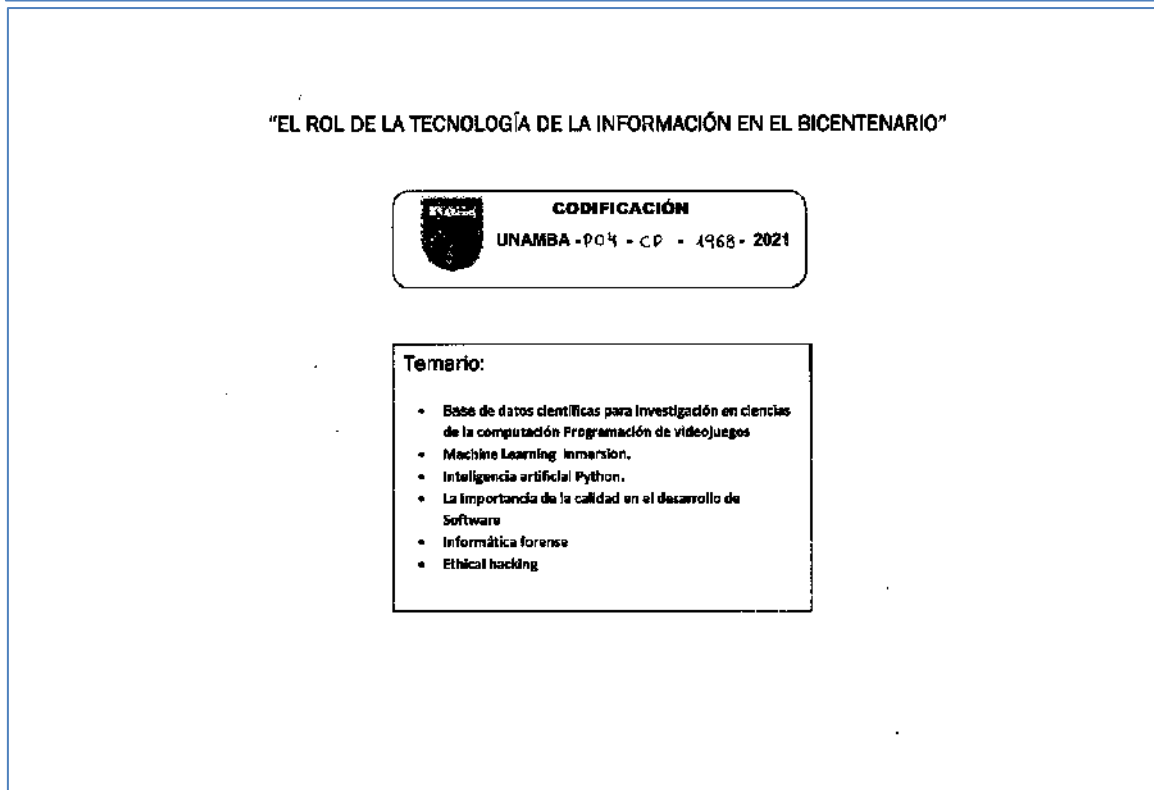 "EL ROL DE LA TECNOLOGÍA DE LA INFORMACIÓN EN EL BICENTENARIO"
CODIFICACIÓN
UNAMBA - D04 - CD - 1968 - 2021
Temario:
• Base de datos científicas para investigación en ciencias
de la computación Programación de videojuegos
• Machine Learning Inmersion.
• Inteligencia artificial Python.
• La importancia de la calidad en el desarrollo de
Software
• Informática forense
• Ethical hacking